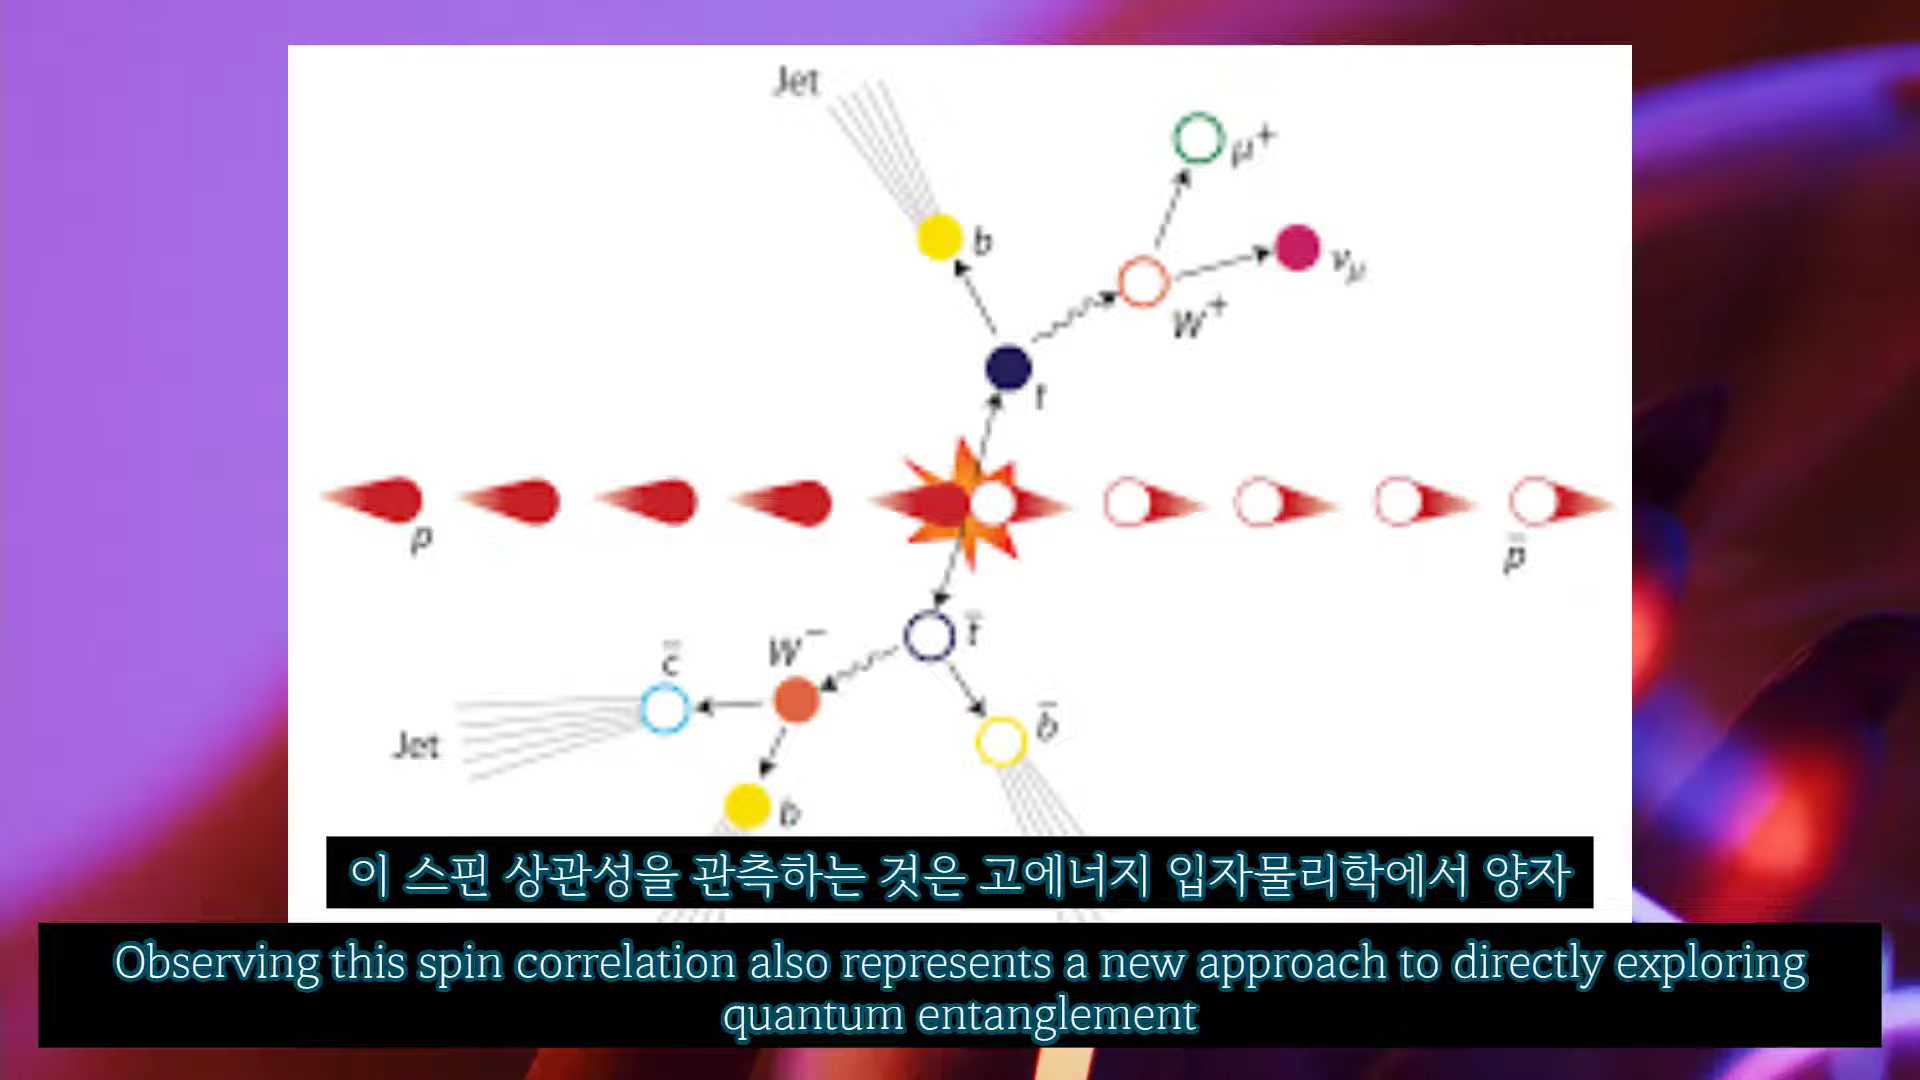 Jet
μ⁺
b
νμ
W⁺
t
p
p̄
t̄
W⁻
c̄
b̄
Jet
b
이 스핀 상관성을 관측하는 것은 고에너지 입자물리학에서 양자
Observing this spin correlation also represents a new approach to directly exploring
quantum entanglement